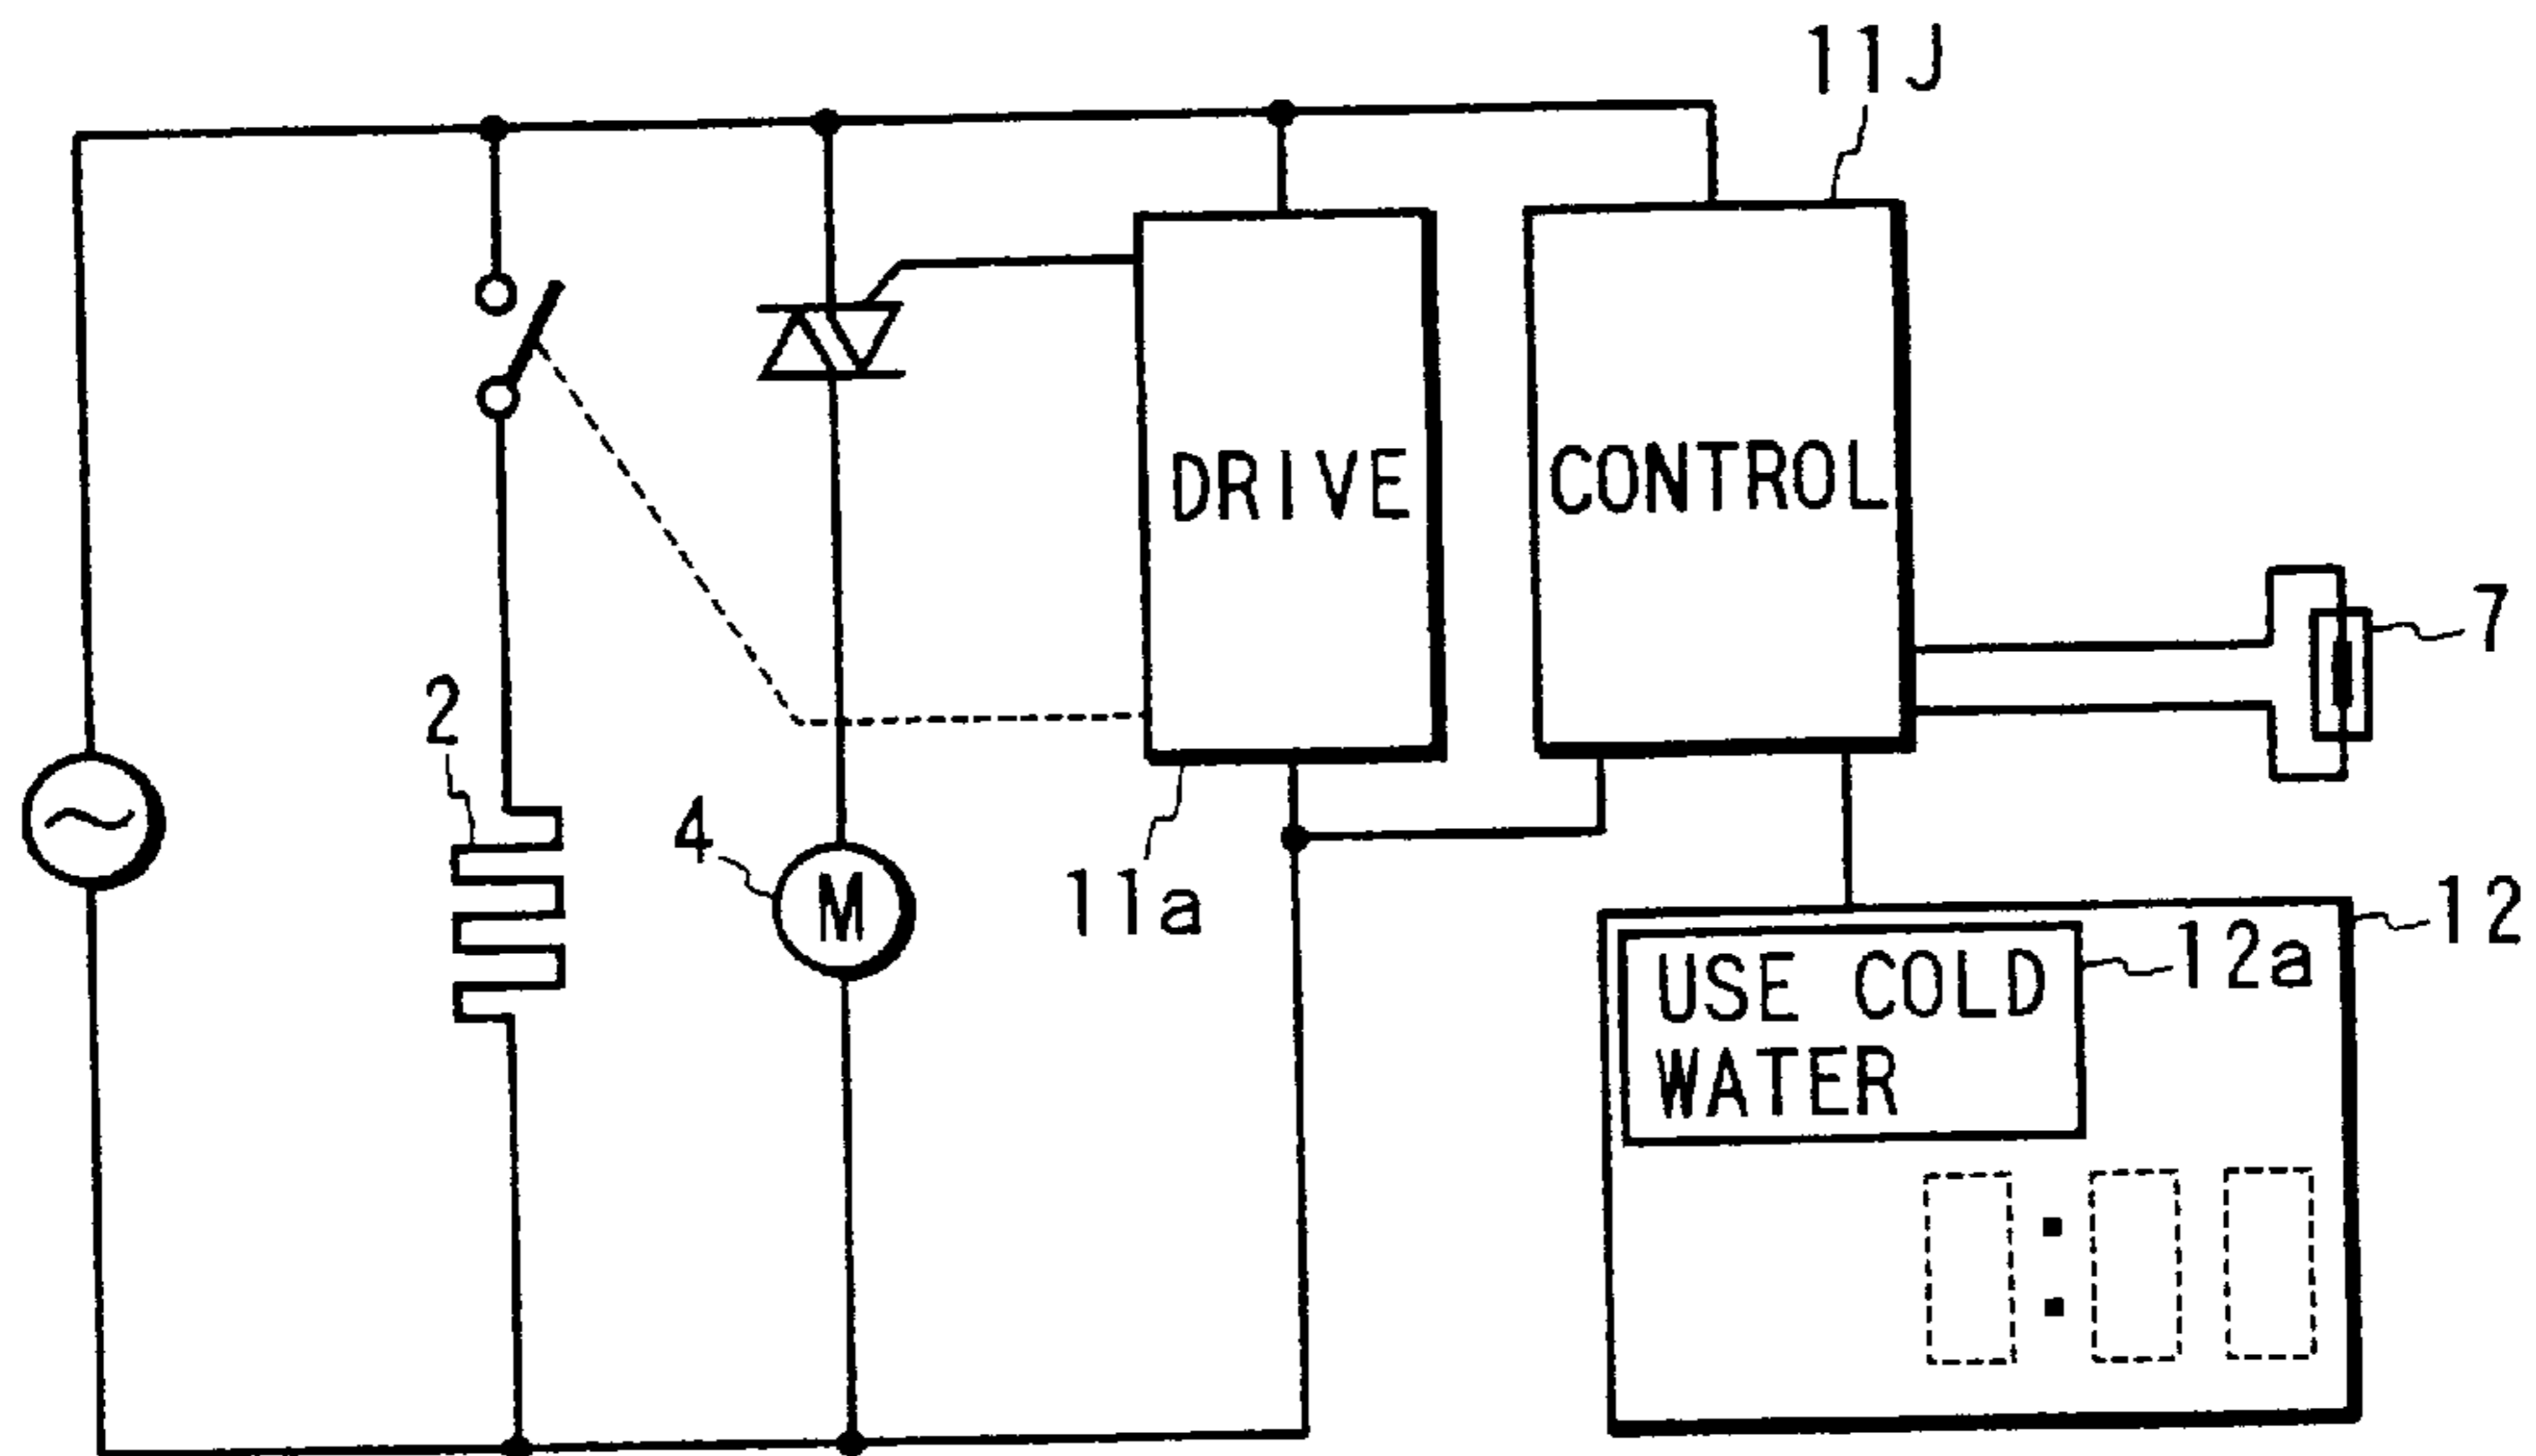 11J
DRIVE
CONTROL
7
2
4
M
11a
12
12a
USE COLD
WATER